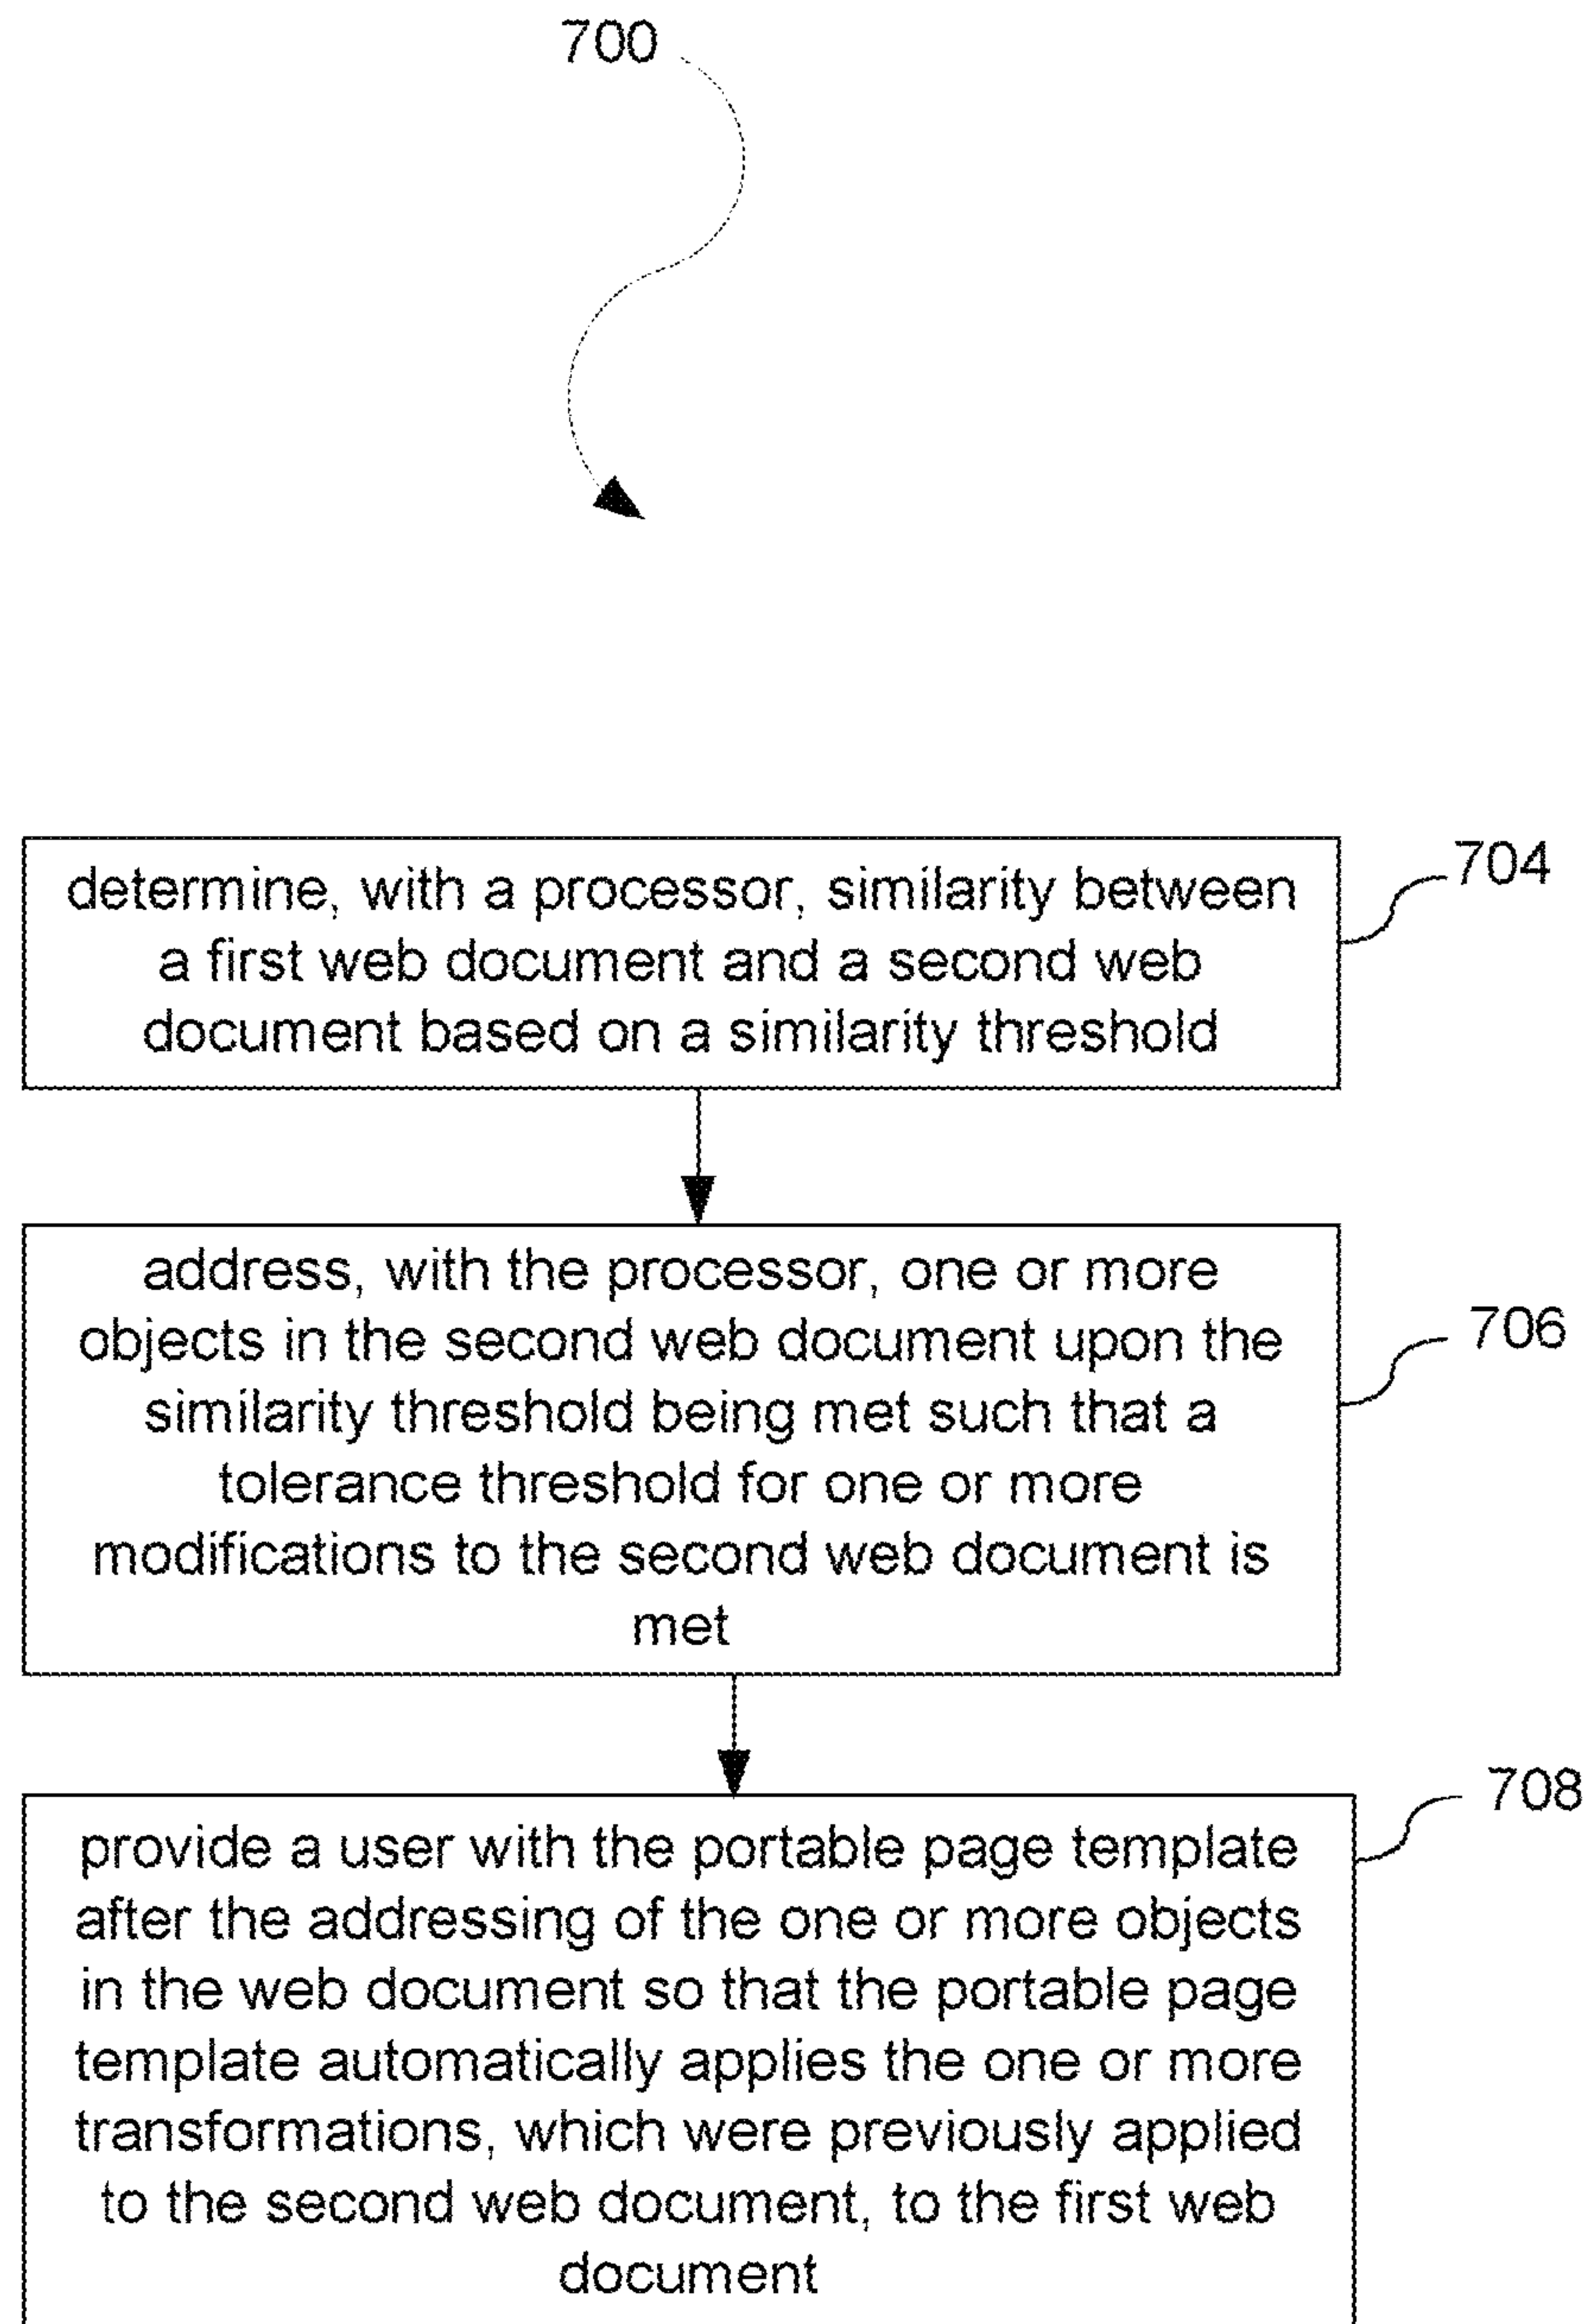 700
determine, with a processor, similarity between
a first web document and a second web
document based on a similarity threshold
704
address, with the processor, one or more
objects in the second web document upon the
similarity threshold being met such that a
tolerance threshold for one or more
modifications to the second web document is
met
706
provide a user with the portable page template
after the addressing of the one or more objects
in the web document so that the portable page
template automatically applies the one or more
transformations, which were previously applied
to the second web document, to the first web
document
708